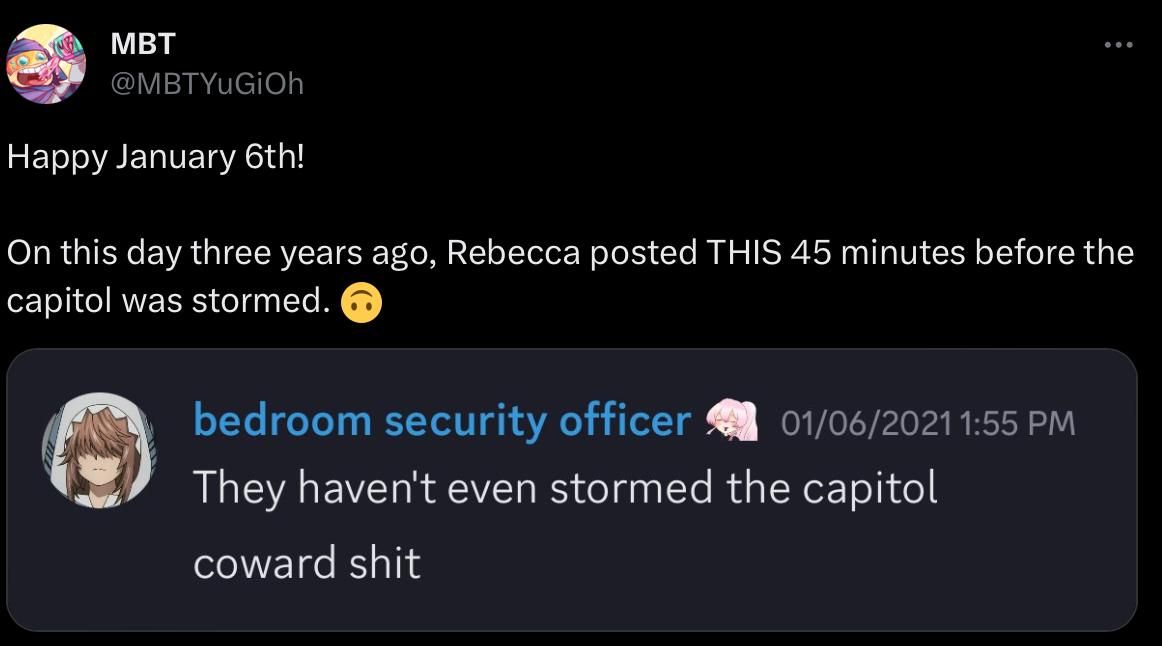 MBT
@MBTYuGiOh
Happy January 6th!
On this day three years ago, Rebecca posted THIS 45 minutes before the
capitol was stormed. 🙃
bedroom security officer 01/06/2021 1:55 PM
They haven't even stormed the capitol
coward shit